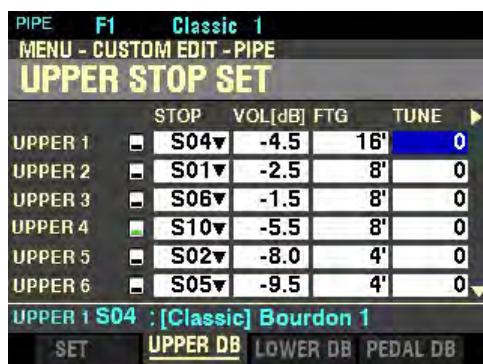 PIPE F1 Classic 1
MENU - CUSTOM EDIT - PIPE
UPPER STOP SET
STOP VOL[dB] FTG TUNE
UPPER 1 S04 -4.5 16' 0
UPPER 2 S01 -2.5 8' 0
UPPER 3 S06 -1.5 8' 0
UPPER 4 S10 -5.5 8' 0
UPPER 5 S02 -8.0 4' 0
UPPER 6 S05 -9.5 4' 0
UPPER 1 S04 : [Classic] Bourdon 1
SET UPPER DB LOWER DB PEDAL DB